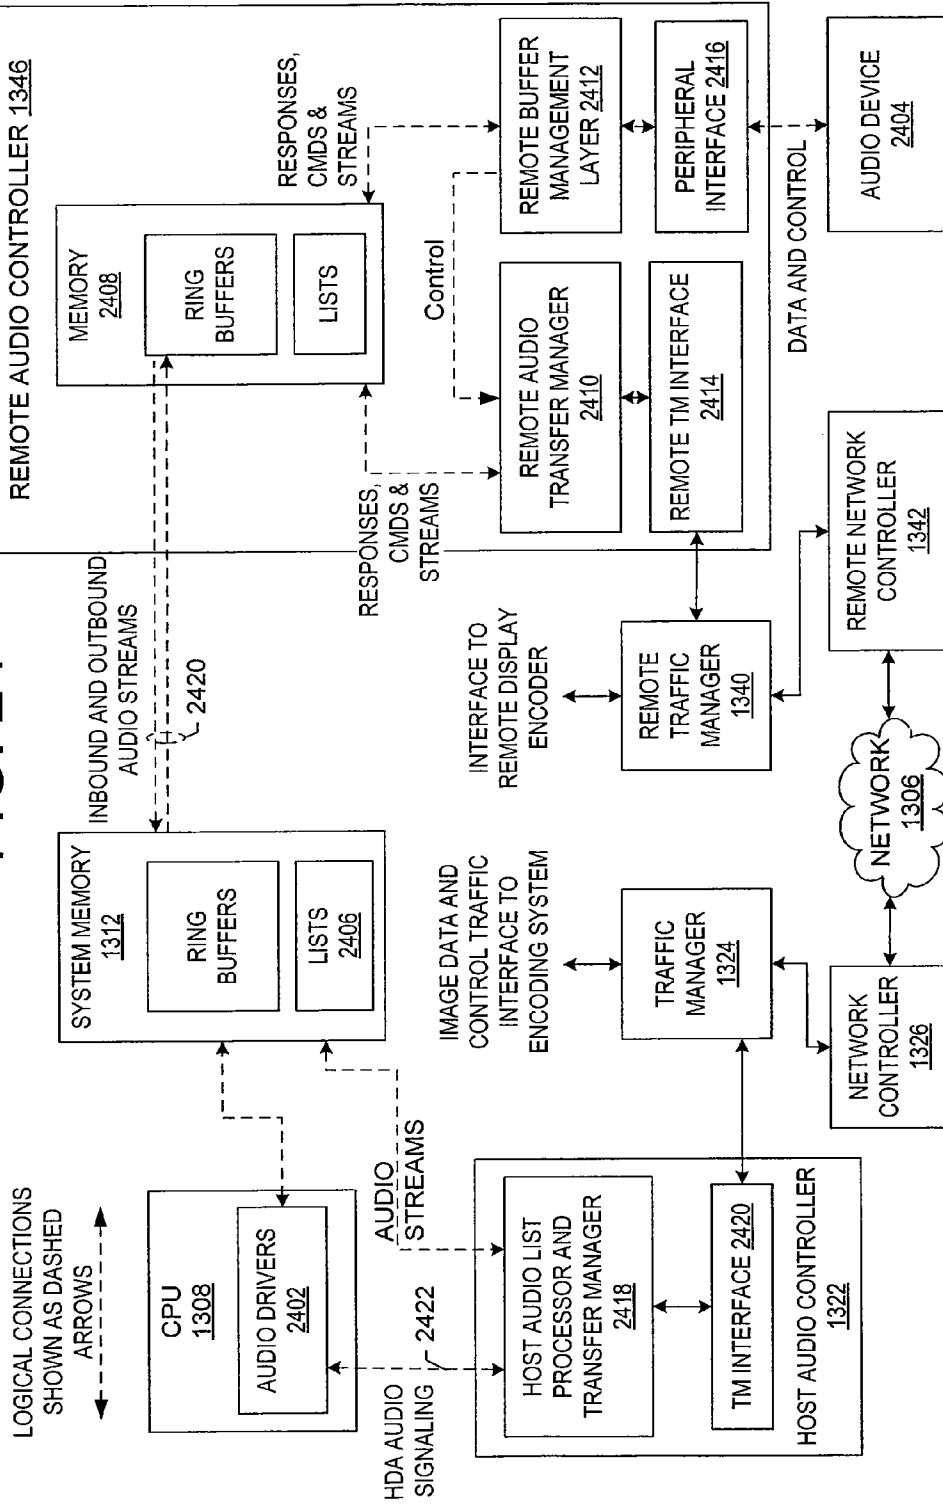 LOGICAL CONNECTIONS
SHOWN AS DASHED
ARROWS
REMOTE AUDIO CONTROLLER 1346
CPU
1308
AUDIO DRIVERS
2402
SYSTEM MEMORY
1312
RING
BUFFERS
LISTS
2406
INBOUND AND OUTBOUND
AUDIO STREAMS
2420
MEMORY
2408
RING
BUFFERS
LISTS
RESPONSES,
CMDS &
STREAMS
HDA AUDIO
SIGNALING
2422
AUDIO
STREAMS
RESPONSES,
CMDS &
STREAMS
Control
HOST AUDIO LIST
PROCESSOR AND
TRANSFER MANAGER
2418
TM INTERFACE 2420
HOST AUDIO CONTROLLER
1322
IMAGE DATA AND
CONTROL TRAFFIC
INTERFACE TO
ENCODING SYSTEM
TRAFFIC
MANAGER
1324
INTERFACE TO
REMOTE DISPLAY
ENCODER
REMOTE
TRAFFIC
MANAGER
1340
REMOTE AUDIO
TRANSFER MANAGER
2410
REMOTE TM INTERFACE
2414
REMOTE BUFFER
MANAGEMENT
LAYER 2412
PERIPHERAL
INTERFACE 2416
DATA AND CONTROL
NETWORK
CONTROLLER
1326
NETWORK
1306
REMOTE NETWORK
CONTROLLER
1342
AUDIO DEVICE
2404